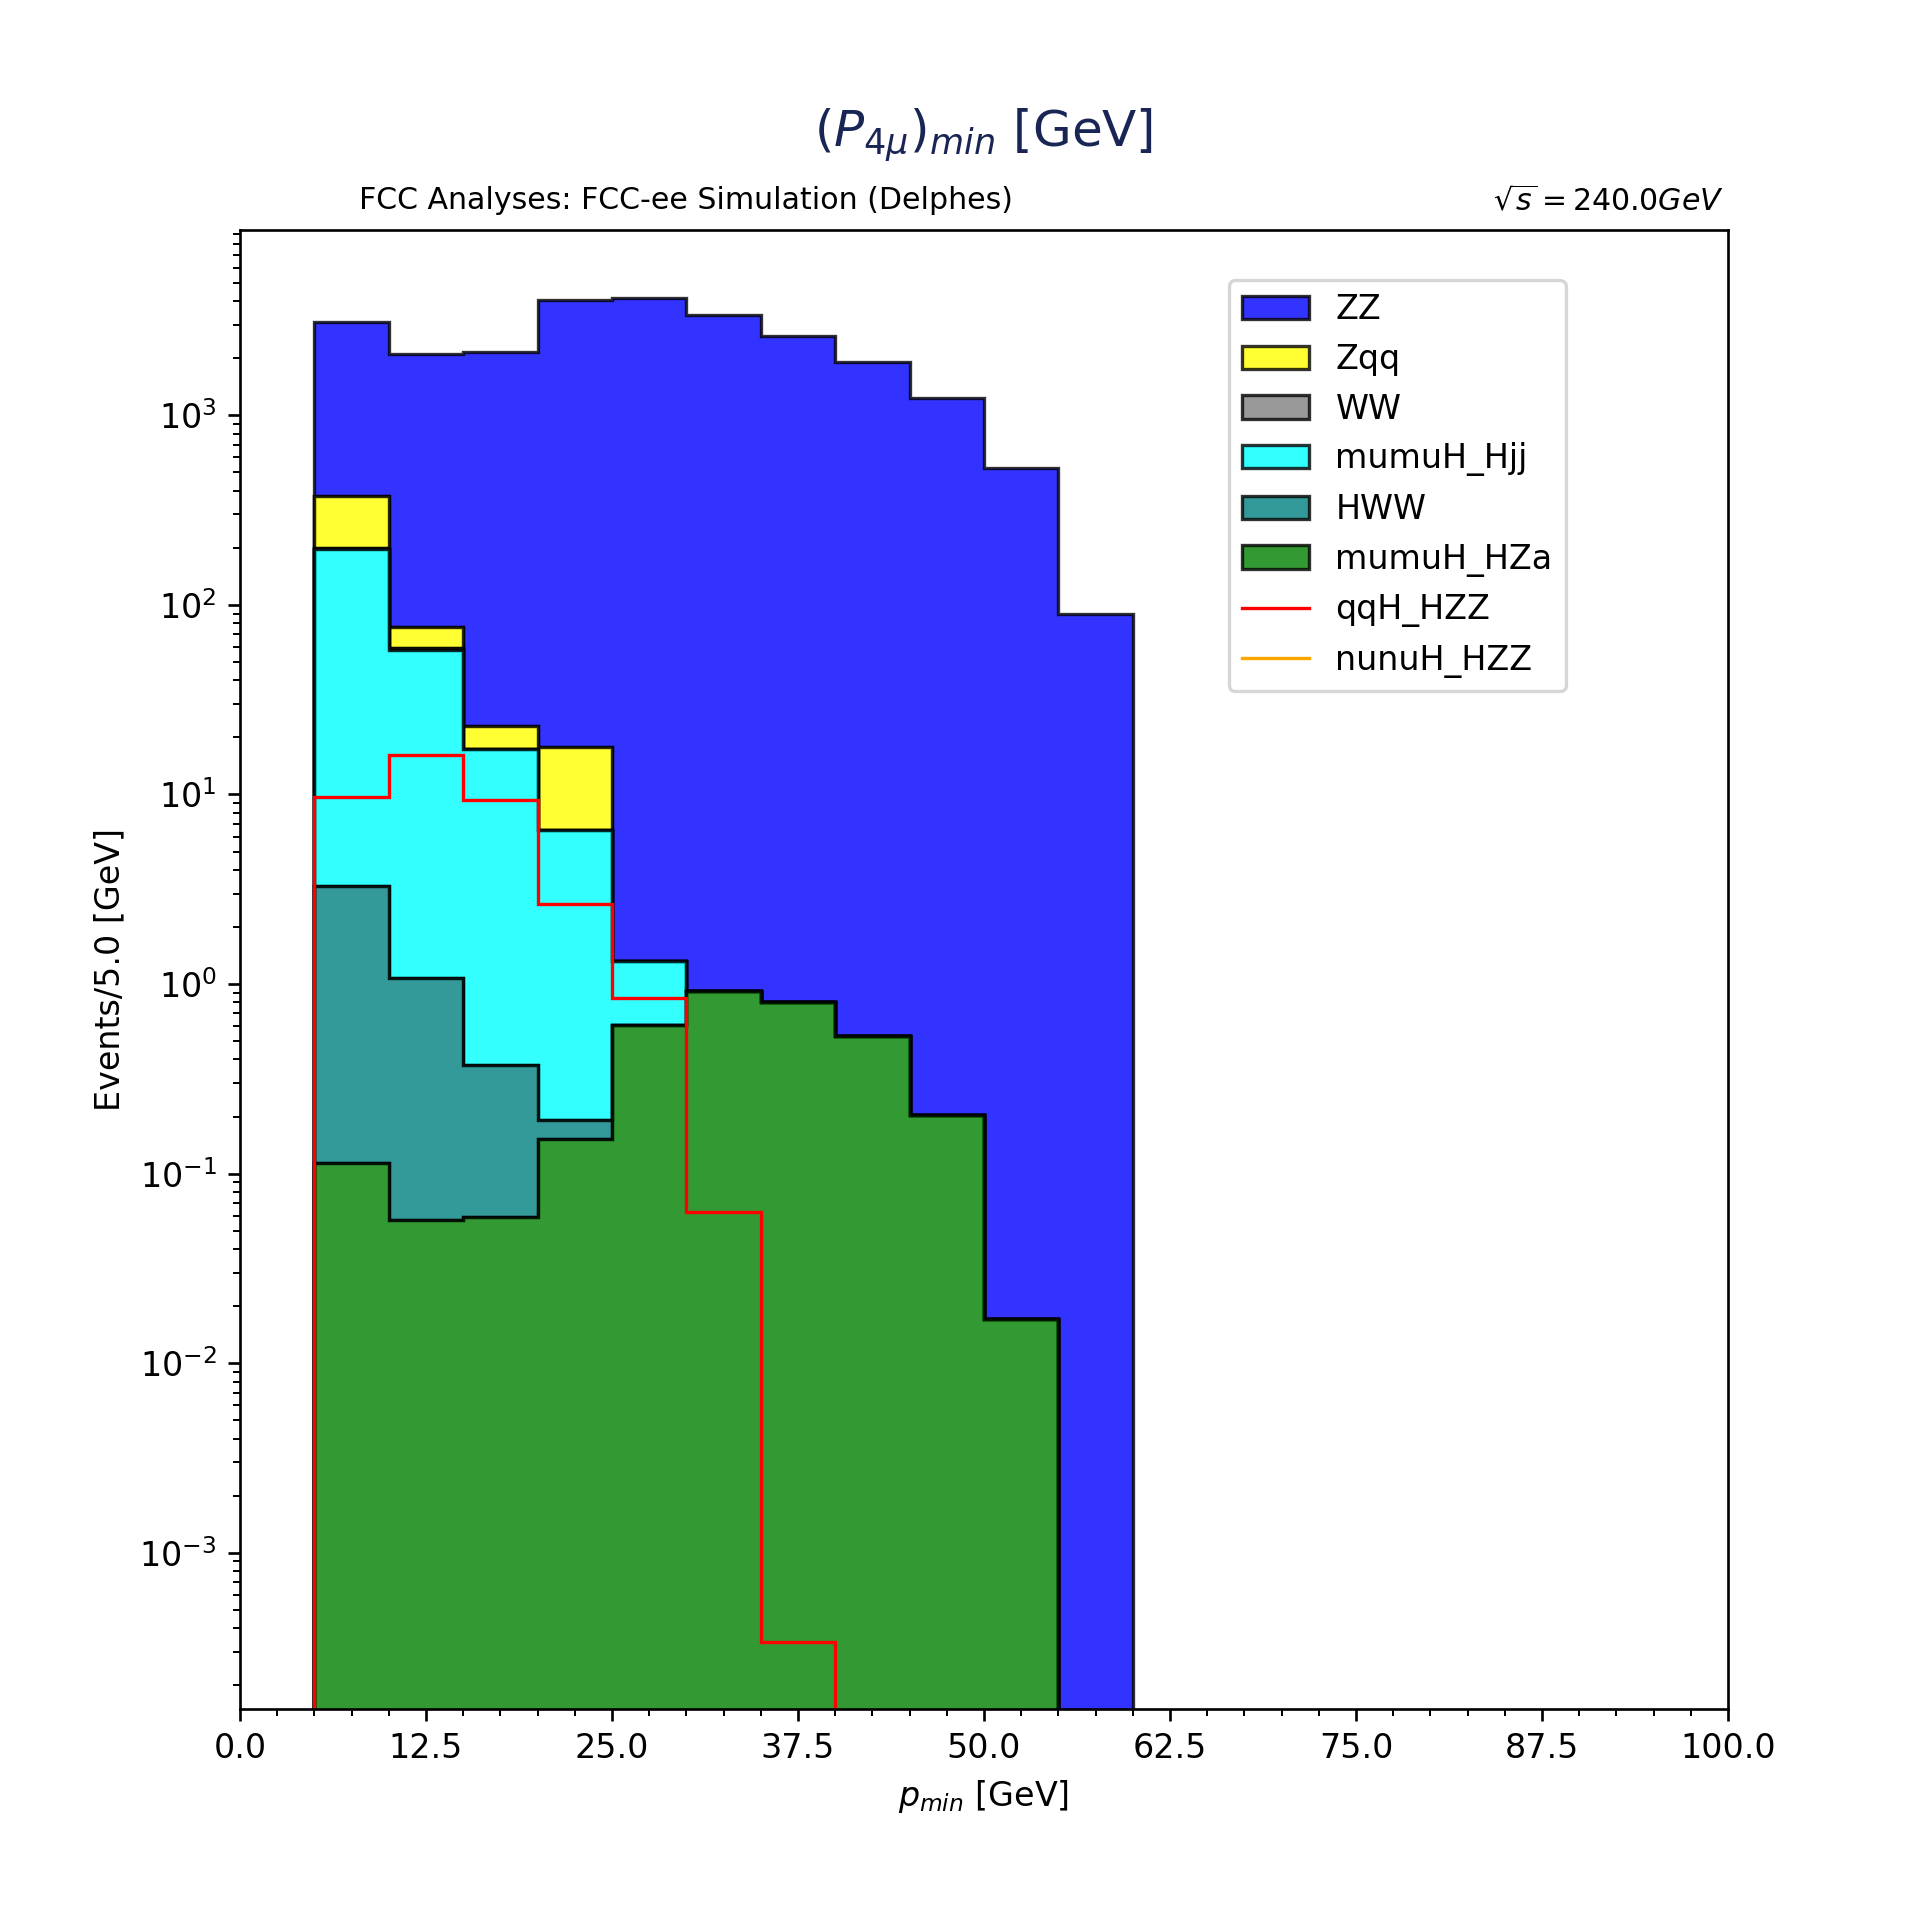 (P₄μ)ₘᵢₙ [GeV]
FCC Analyses: FCC-ee Simulation (Delphes)
√s = 240.0GeV
ZZ
Zqq
WW
mumuH_Hjj
HWW
mumuH_HZa
qqH_HZZ
nunuH_HZZ
Events/5.0 [GeV]
10³
10²
10¹
10⁰
10⁻¹
10⁻²
10⁻³
0.0 12.5 25.0 37.5 50.0 62.5 75.0 87.5 100.0
pₘᵢₙ [GeV]